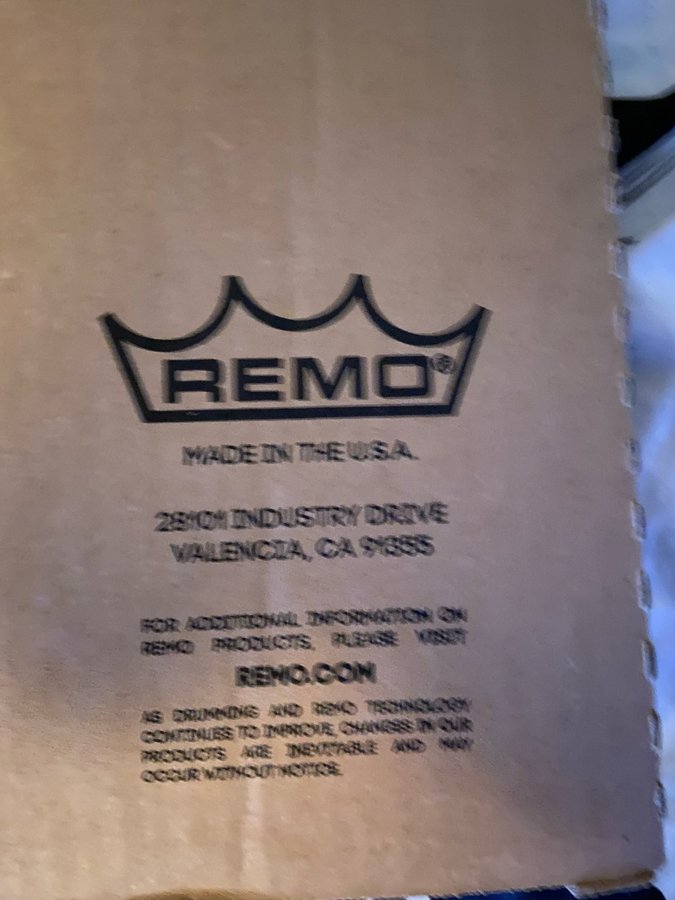 REMO®
MADE IN THE U.S.A.
28101 INDUSTRY DRIVE
VALENCIA, CA 91355
FOR ADDITIONAL INFORMATION ON
REMO PRODUCTS, PLEASE VISIT
REMO.COM
AS DRUMMING AND REMO TECHNOLOGY
CONTINUES TO IMPROVE, CHANGES IN OUR
PRODUCTS ARE INEVITABLE AND MAY
OCCUR WITHOUT NOTICE.